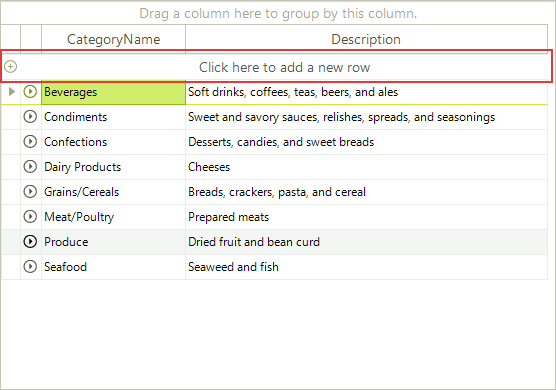 Drag a column here to group by this column.
CategoryName Description
Click here to add a new row
Beverages Soft drinks, coffees, teas, beers, and ales
Condiments Sweet and savory sauces, relishes, spreads, and seasonings
Confections Desserts, candies, and sweet breads
Dairy Products Cheeses
Grains/Cereals Breads, crackers, pasta, and cereal
Meat/Poultry Prepared meats
Produce Dried fruit and bean curd
Seafood Seaweed and fish